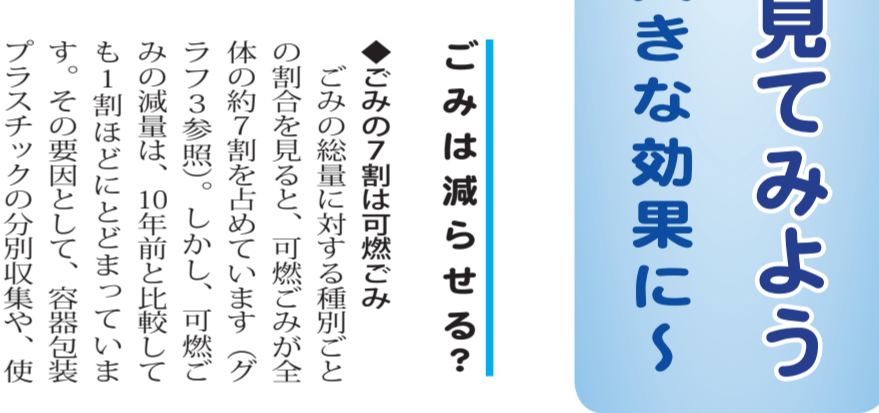 見てみよう
きな効果に～
ごみは減らせる？
◆ごみの７割は可燃ごみ
ごみの総量に対する種別ごと
の割合を見ると、可燃ごみが全
体の約７割を占めています（グ
ラフ３参照）。しかし、可燃ご
みの減量は、10年前と比較して
も１割ほどにとどまっていま
す。その要因として、容器包装
プラスチックの分別収集や、使